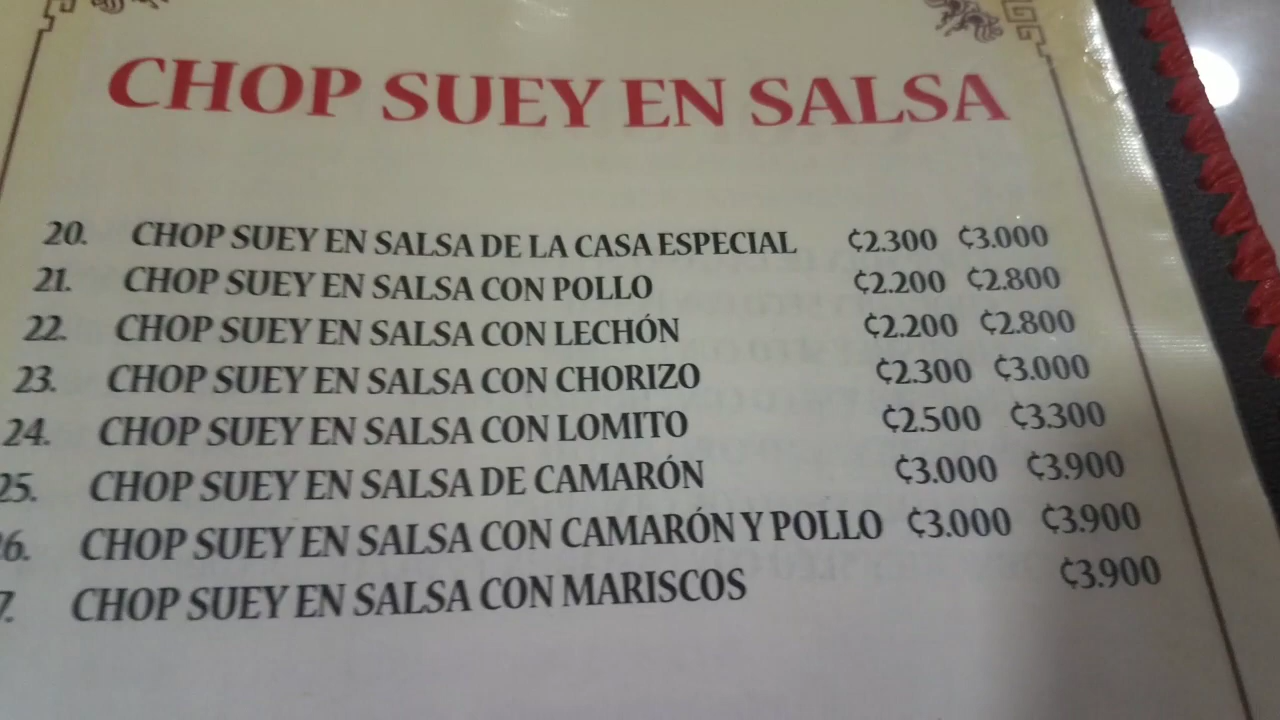 CHOP SUEY EN SALSA
20. CHOP SUEY EN SALSA DE LA CASA ESPECIAL ₵2.300 ₵3.000
21. CHOP SUEY EN SALSA CON POLLO ₵2.200 ₵2.800
22. CHOP SUEY EN SALSA CON LECHÓN ₵2.200 ₵2.800
23. CHOP SUEY EN SALSA CON CHORIZO ₵2.300 ₵3.000
24. CHOP SUEY EN SALSA CON LOMITO ₵2.500 ₵3.300
25. CHOP SUEY EN SALSA DE CAMARÓN ₵3.000 ₵3.900
6. CHOP SUEY EN SALSA CON CAMARÓN Y POLLO ₵3.000 ₵3.900
7. CHOP SUEY EN SALSA CON MARISCOS ₵3.900